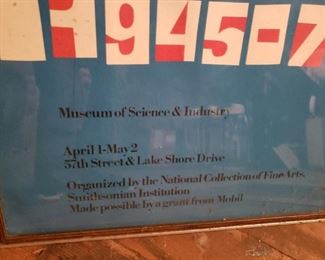 1945-7
Museum of Science & Industry
April 1-May 2
57th Street & Lake Shore Drive
Organized by the National Collection of Fine Arts,
Smithsonian Institution
Made possible by a grant from Mobil